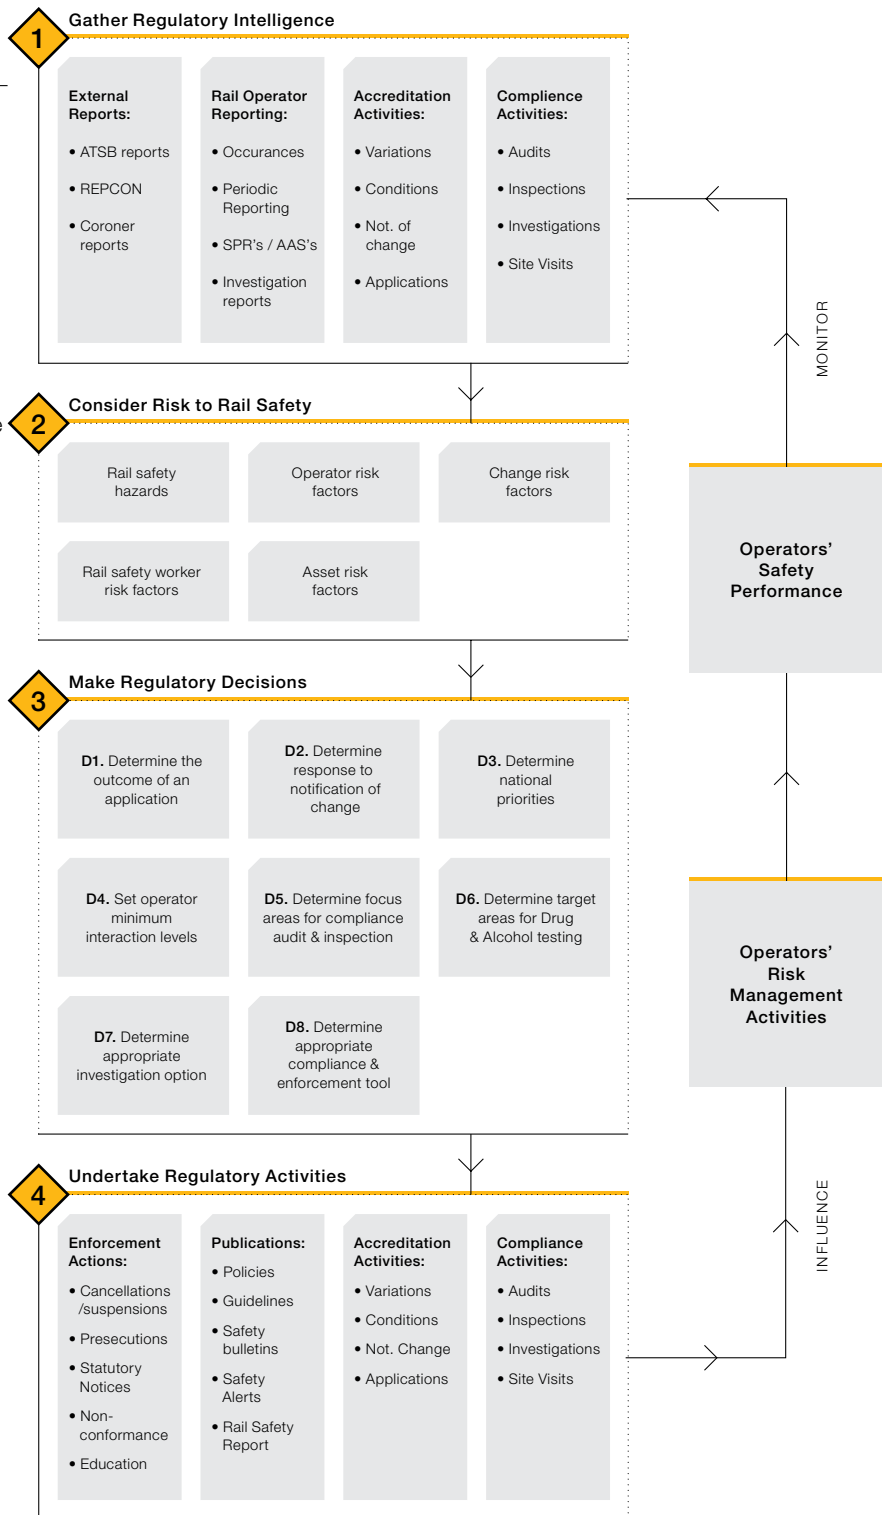 1
Gather Regulatory Intelligence
External
Reports:
• ATSB reports
• REPCON
• Coroner
reports
Rail Operator
Reporting:
• Occurances
• Periodic
Reporting
• SPR's / AAS's
• Investigation
reports
Accreditation
Activities:
• Variations
• Conditions
• Not. of
change
• Applications
Complience
Activities:
• Audits
• Inspections
• Investigations
• Site Visits
MONITOR
2
Consider Risk to Rail Safety
Rail safety
hazards
Operator risk
factors
Change risk
factors
Rail safety worker
risk factors
Asset risk
factors
Operators’
Safety
Performance
3
Make Regulatory Decisions
D1. Determine the
outcome of an
application
D2. Determine
response to
notification of
change
D3. Determine
national
priorities
D4. Set operator
minimum
interaction levels
D5. Determine focus
areas for compliance
audit & inspection
D6. Determine target
areas for Drug
& Alcohol testing
D7. Determine
appropriate
investigation option
D8. Determine
appropriate
compliance &
enforcement tool
Operators’
Risk
Management
Activities
4
Undertake Regulatory Activities
Enforcement
Actions:
• Cancellations
/suspensions
• Presecutions
• Statutory
Notices
• Non-
conformance
• Education
Publications:
• Policies
• Guidelines
• Safety
bulletins
• Safety
Alerts
• Rail Safety
Report
Accreditation
Activities:
• Variations
• Conditions
• Not. Change
• Applications
Compliance
Activities:
• Audits
• Inspections
• Investigations
• Site Visits
INFLUENCE